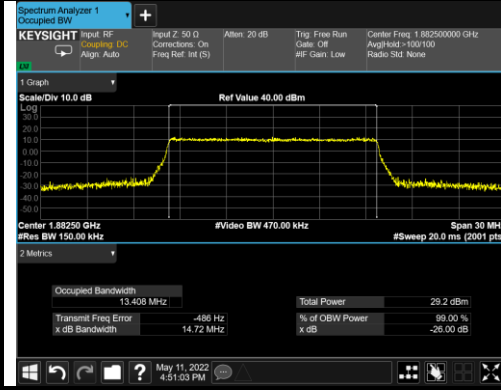 Spectrum Analyzer 1
Occupied BW
+
KEYSIGHT Input: RF Input Z: 50 Ω Atten: 20 dB Trig: Free Run Center Freq: 1.882500000 GHz
Coupling: DC Corrections: On Gate: Off Avg|Hold:>100/100
Align: Auto Freq Ref: Int (S) #IF Gain: Low Radio Std: None
1 Graph
Scale/Div 10.0 dB Ref Value 40.00 dBm
Log
30.0
20.0
10.0
0.00
-10.0
-20.0
-30.0
-40.0
-50.0
Center 1.88250 GHz #Video BW 470.00 kHz Span 30 MH
#Res BW 150.00 kHz #Sweep 20.0 ms (2001 pts
2 Metrics
Occupied Bandwidth
13.408 MHz Total Power 29.2 dBm
Transmit Freq Error -486 Hz % of OBW Power 99.00 %
x dB Bandwidth 14.72 MHz x dB -26.00 dB
? May 11, 2022
4:51:03 PM